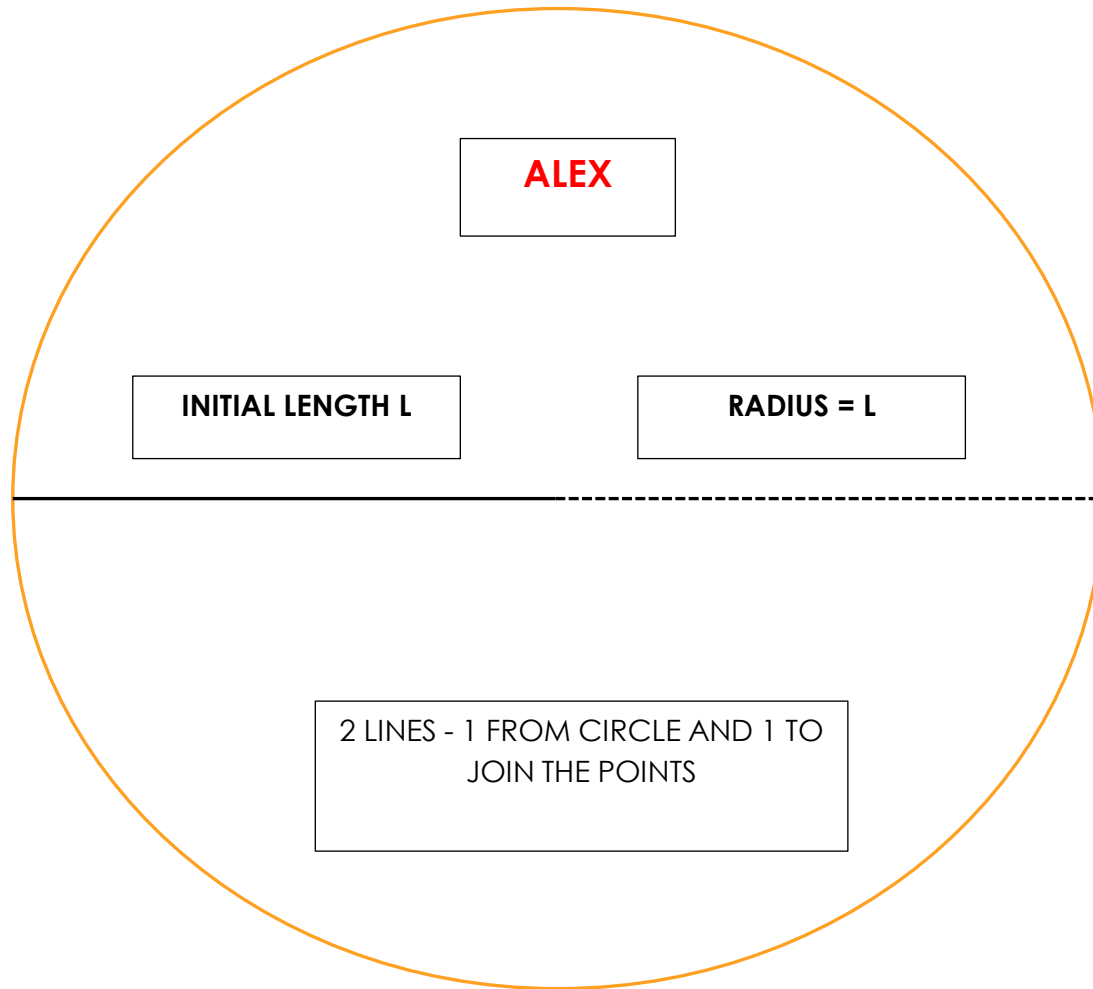 ALEX
INITIAL LENGTH L
RADIUS = L
2 LINES - 1 FROM CIRCLE AND 1 TO
JOIN THE POINTS